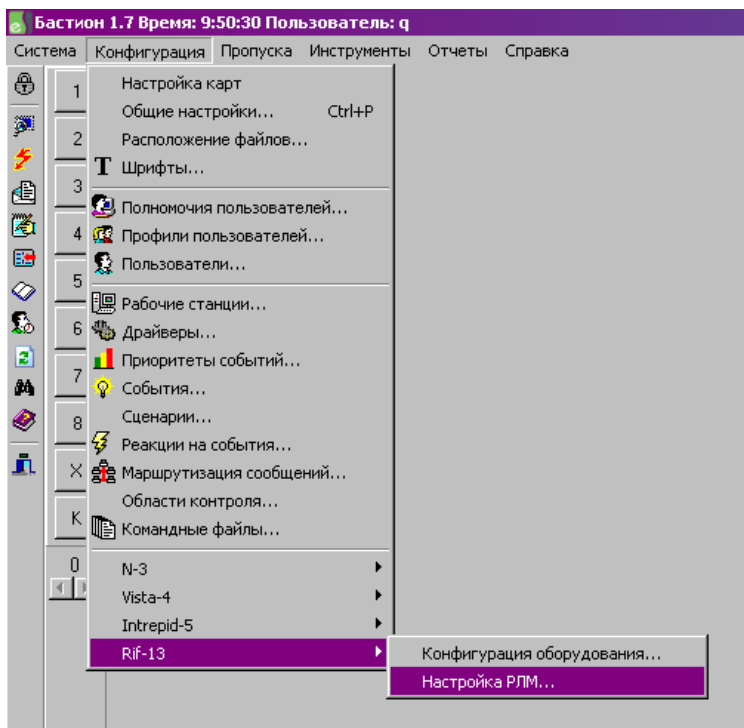 Бастион 1.7 Время: 9:50:30 Пользователь: q
Система Конфигурация Пропуска Инструменты Отчеты Справка
1
2
3
4
5
6
7
8
X
K
0
Настройка карт
Общие настройки... Ctrl+P
Расположение файлов...
T Шрифты...
Полномочия пользователей...
Профили пользователей...
Пользователи...
Рабочие станции...
Драйверы...
Приоритеты событий...
События...
Сценарии...
Реакции на события...
Маршрутизация сообщений...
Области контроля...
Командные файлы...
N-3
Vista-4
Intrepid-5
Rif-13
Конфигурация оборудования...
Настройка РЛМ...